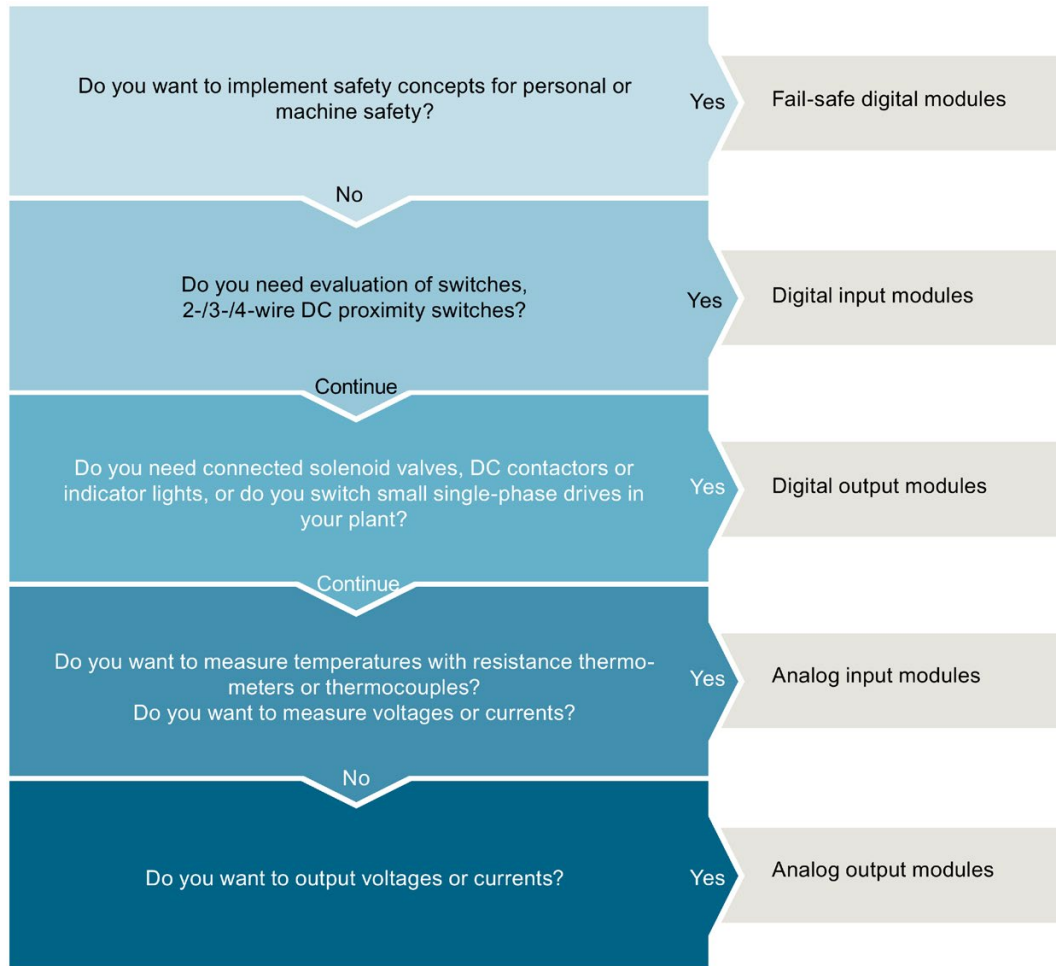 Do you want to implement safety concepts for personal or
machine safety?
Yes
Fail-safe digital modules
No
Do you need evaluation of switches,
2-/3-/4-wire DC proximity switches?
Yes
Digital input modules
Continue
Do you need connected solenoid valves, DC contactors or
indicator lights, or do you switch small single-phase drives in
your plant?
Yes
Digital output modules
Continue
Do you want to measure temperatures with resistance thermo-
meters or thermocouples?
Do you want to measure voltages or currents?
Yes
Analog input modules
No
Do you want to output voltages or currents?
Yes
Analog output modules